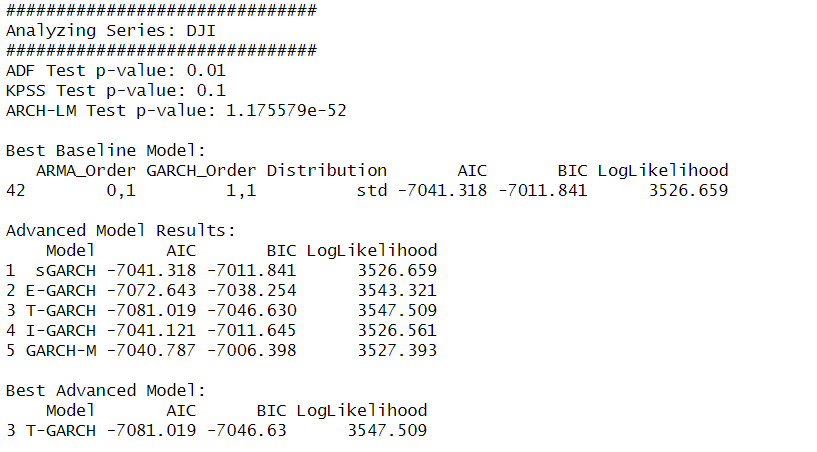 ###############################
Analyzing Series: DJI
###############################
ADF Test p-value: 0.01
KPSS Test p-value: 0.1
ARCH-LM Test p-value: 1.175579e-52

Best Baseline Model:
   ARMA_Order GARCH_Order Distribution       AIC       BIC LogLikelihood
42        0,1         1,1          std -7041.318 -7011.841      3526.659

Advanced Model Results:
    Model       AIC       BIC LogLikelihood
1  sGARCH -7041.318 -7011.841      3526.659
2 E-GARCH -7072.643 -7038.254      3543.321
3 T-GARCH -7081.019 -7046.630      3547.509
4 I-GARCH -7041.121 -7011.645      3526.561
5 GARCH-M -7040.787 -7006.398      3527.393

Best Advanced Model:
    Model       AIC      BIC LogLikelihood
3 T-GARCH -7081.019 -7046.63      3547.509